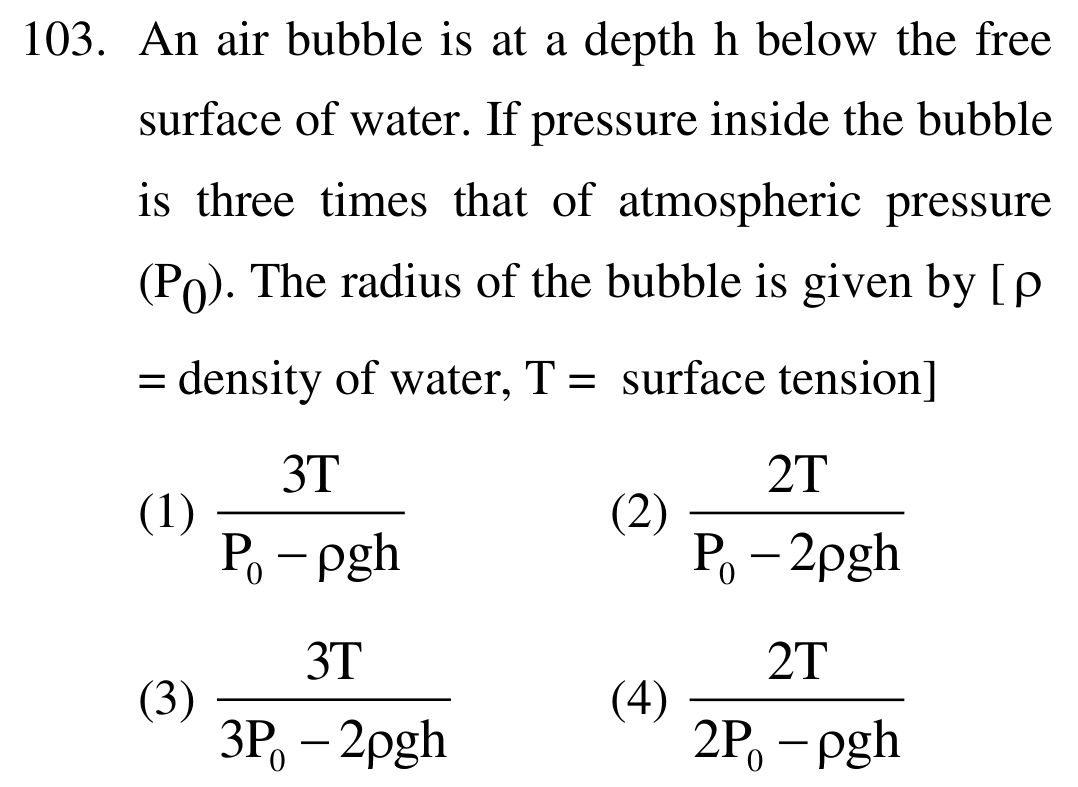 103. An air bubble is at a depth h below the free
surface of water. If pressure inside the bubble
is three times that of atmospheric pressure
(P₀). The radius of the bubble is given by [ ρ
= density of water, T = surface tension]
(1) 3T / (P₀ − ρgh) (2) 2T / (P₀ − 2ρgh)
(3) 3T / (3P₀ − 2ρgh) (4) 2T / (2P₀ − ρgh)